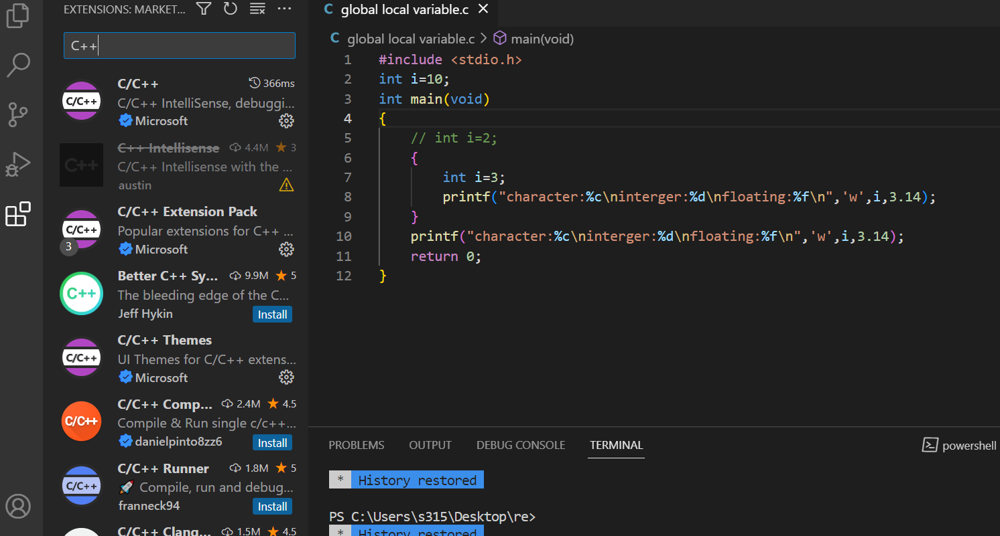 EXTENSIONS: MARKET...
C++
C/C++ 366ms
C/C++ IntelliSense, debuggi...
Microsoft
C/C++
C++ Intellisense 4.4M 3
C/C++ Intellisense with the ...
austin
C++
C/C++ Extension Pack
Popular extensions for C++ ...
Microsoft
C/C++
3
Better C++ Sy... 9.9M 5
The bleeding edge of the C...
Jeff Hykin Install
C++
C/C++ Themes
UI Themes for C/C++ extens...
Microsoft
C/C++
C/C++ Comp... 2.4M 4.5
Compile & Run single c/c++...
danielpinto8zz6 Install
C/C++
C/C++ Runner 1.8M 5
🚀 Compile, run and debug...
franneck94 Install
C/C++
C/C++ Clang... 1.5M 4.5
C global local variable.c
C global local variable.c > main(void)
1 #include <stdio.h>
2 int i=10;
3 int main(void)
4 {
5 // int i=2;
6 {
7 int i=3;
8 printf("character:%c\ninterger:%d\nfloating:%f\n",'w',i,3.14);
9 }
10 printf("character:%c\ninterger:%d\nfloating:%f\n",'w',i,3.14);
11 return 0;
12 }
PROBLEMS OUTPUT DEBUG CONSOLE TERMINAL powershell
* History restored
PS C:\Users\s315\Desktop\re>
* History restored